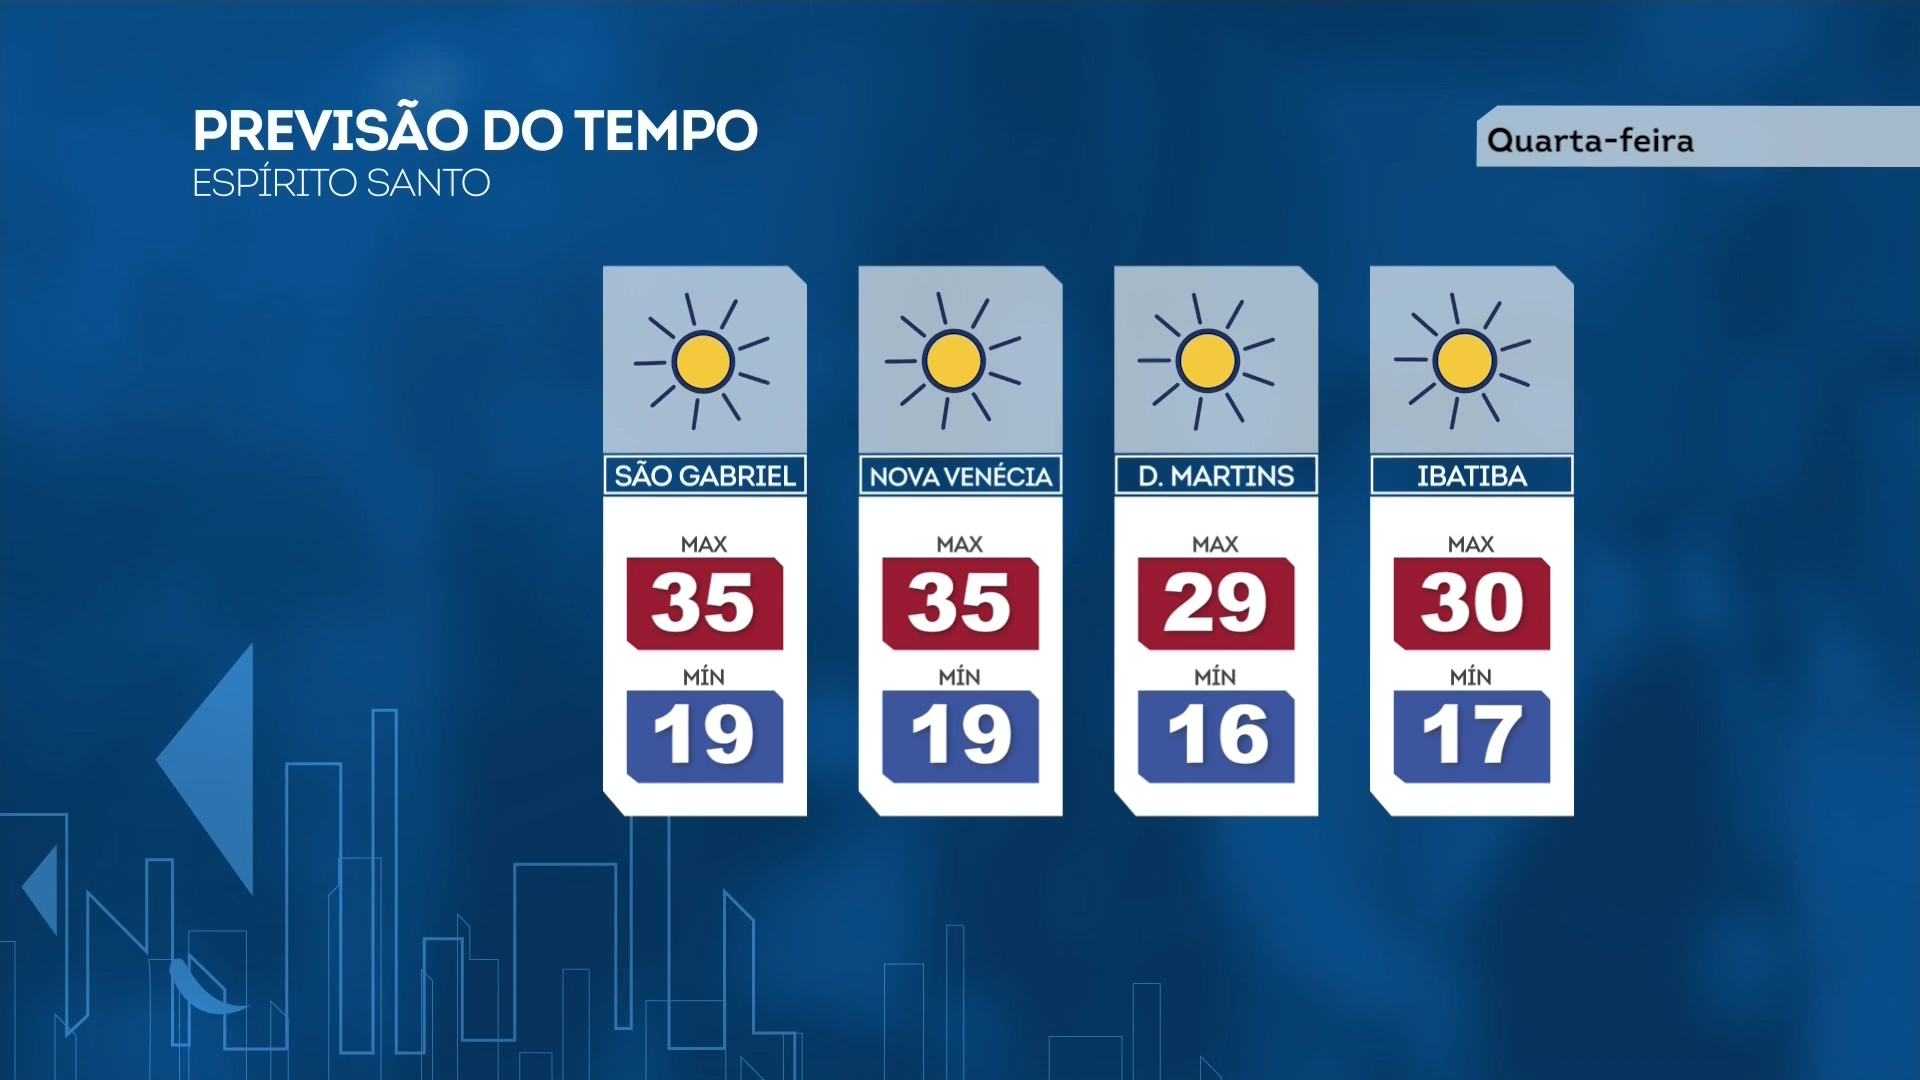 PREVISÃO DO TEMPO
ESPÍRITO SANTO
Quarta-feira
SÃO GABRIEL
MAX
35
MÍN
19
NOVA VENÉCIA
MAX
35
MÍN
19
D. MARTINS
MAX
29
MÍN
16
IBATIBA
MAX
30
MÍN
17